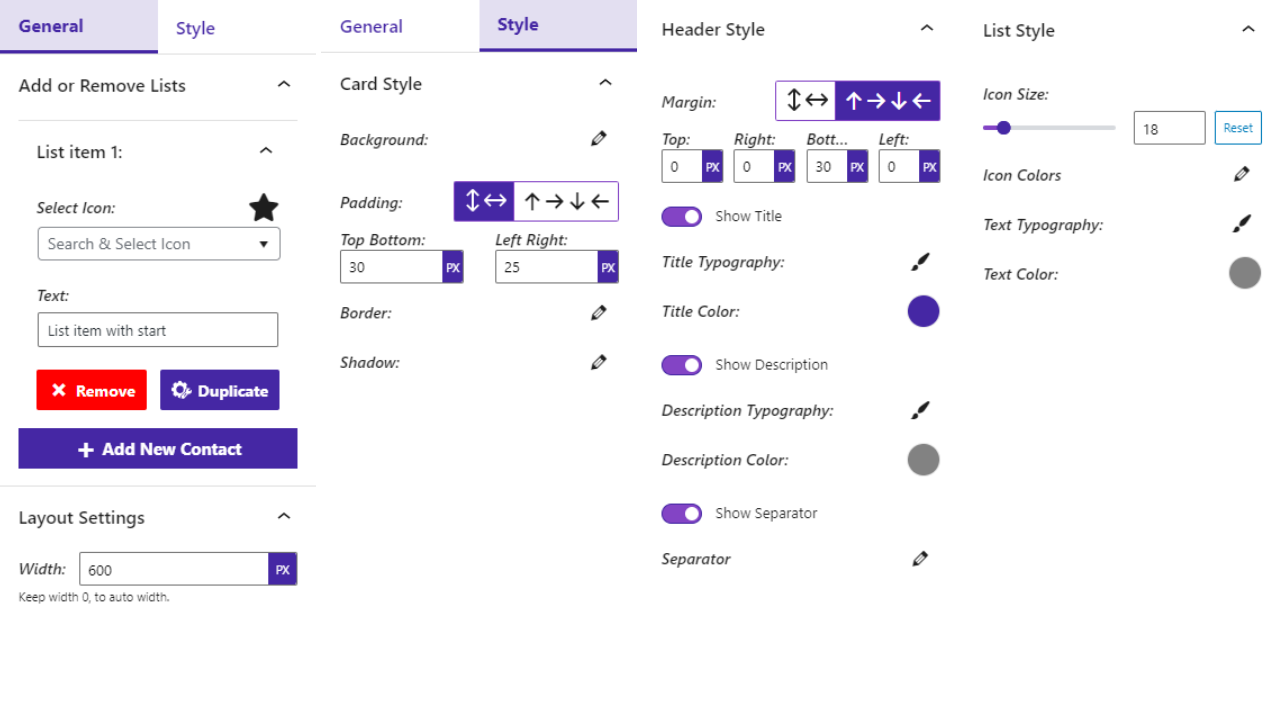 General
Style
Add or Remove Lists
List item 1:
Select Icon:
Search & Select Icon
Text:
List item with start
Remove
Duplicate
Add New Contact
Layout Settings
Width:
600
PX
Keep width 0, to auto width.
General
Style
Card Style
Background:
Padding:
Top Bottom:
Left Right:
30
PX
25
PX
Border:
Shadow:
Header Style
Margin:
Top:
Right:
Bott...
Left:
0
PX
0
PX
30
PX
0
PX
Show Title
Title Typography:
Title Color:
Show Description
Description Typography:
Description Color:
Show Separator
Separator
List Style
Icon Size:
18
Reset
Icon Colors
Text Typography:
Text Color: